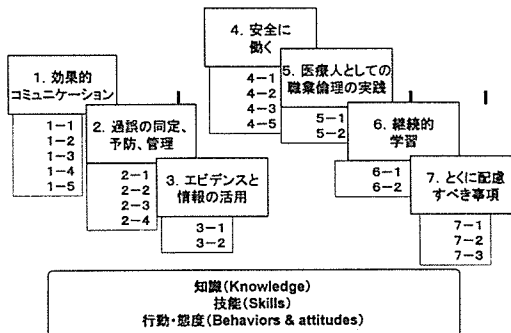 1. 効果的
コミュニケーション
1-1
1-2
1-3
1-4
1-5
2. 過誤の同定、
予防、管理
2-1
2-2
2-3
2-4
3. エビデンスと
情報の活用
3-1
3-2
4. 安全に
働く
4-1
4-2
4-3
4-5
5. 医療人としての
職業倫理の実践
5-1
5-2
6. 継続的
学習
6-1
6-2
7. とくに配慮
すべき事項
7-1
7-2
7-3
知識(Knowledge)
技能(Skills)
行動・態度(Behaviors & attitudes)